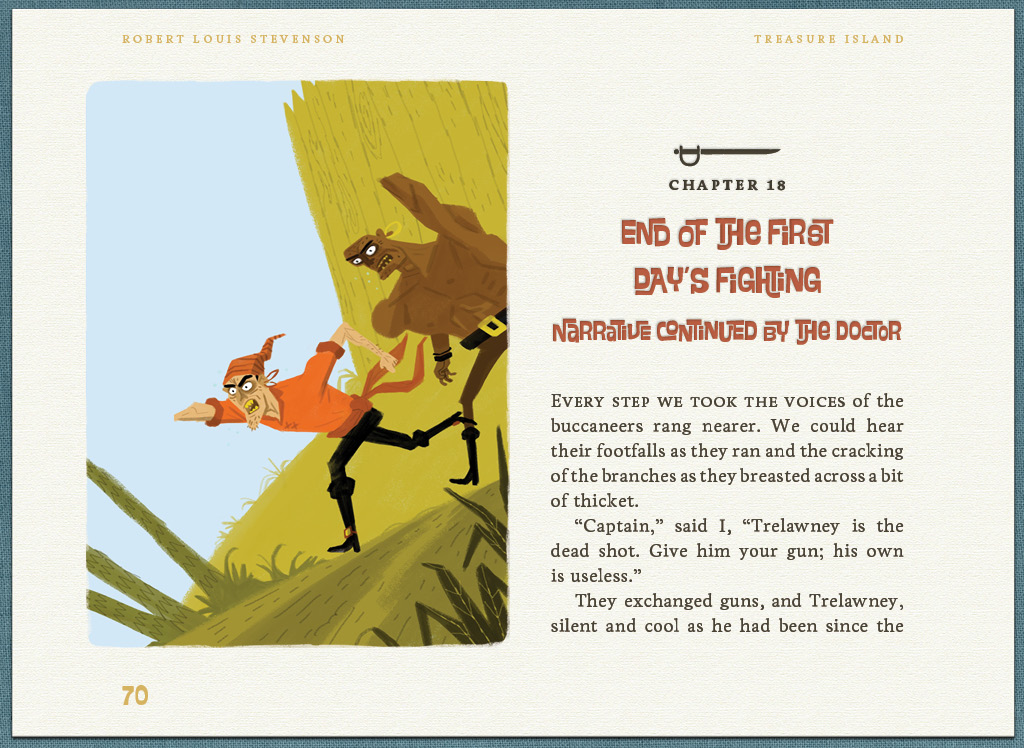 ROBERT LOUIS STEVENSON
TREASURE ISLAND
CHAPTER 18
END OF THE FIRST
DAY'S FIGHTING
NARRATIVE CONTINUED BY THE DOCTOR
EVERY STEP WE TOOK THE VOICES of the
buccaneers rang nearer. We could hear
their footfalls as they ran and the cracking
of the branches as they breasted across a bit
of thicket.
“Captain,” said I, “Trelawney is the
dead shot. Give him your gun; his own
is useless.”
They exchanged guns, and Trelawney,
silent and cool as he had been since the
70